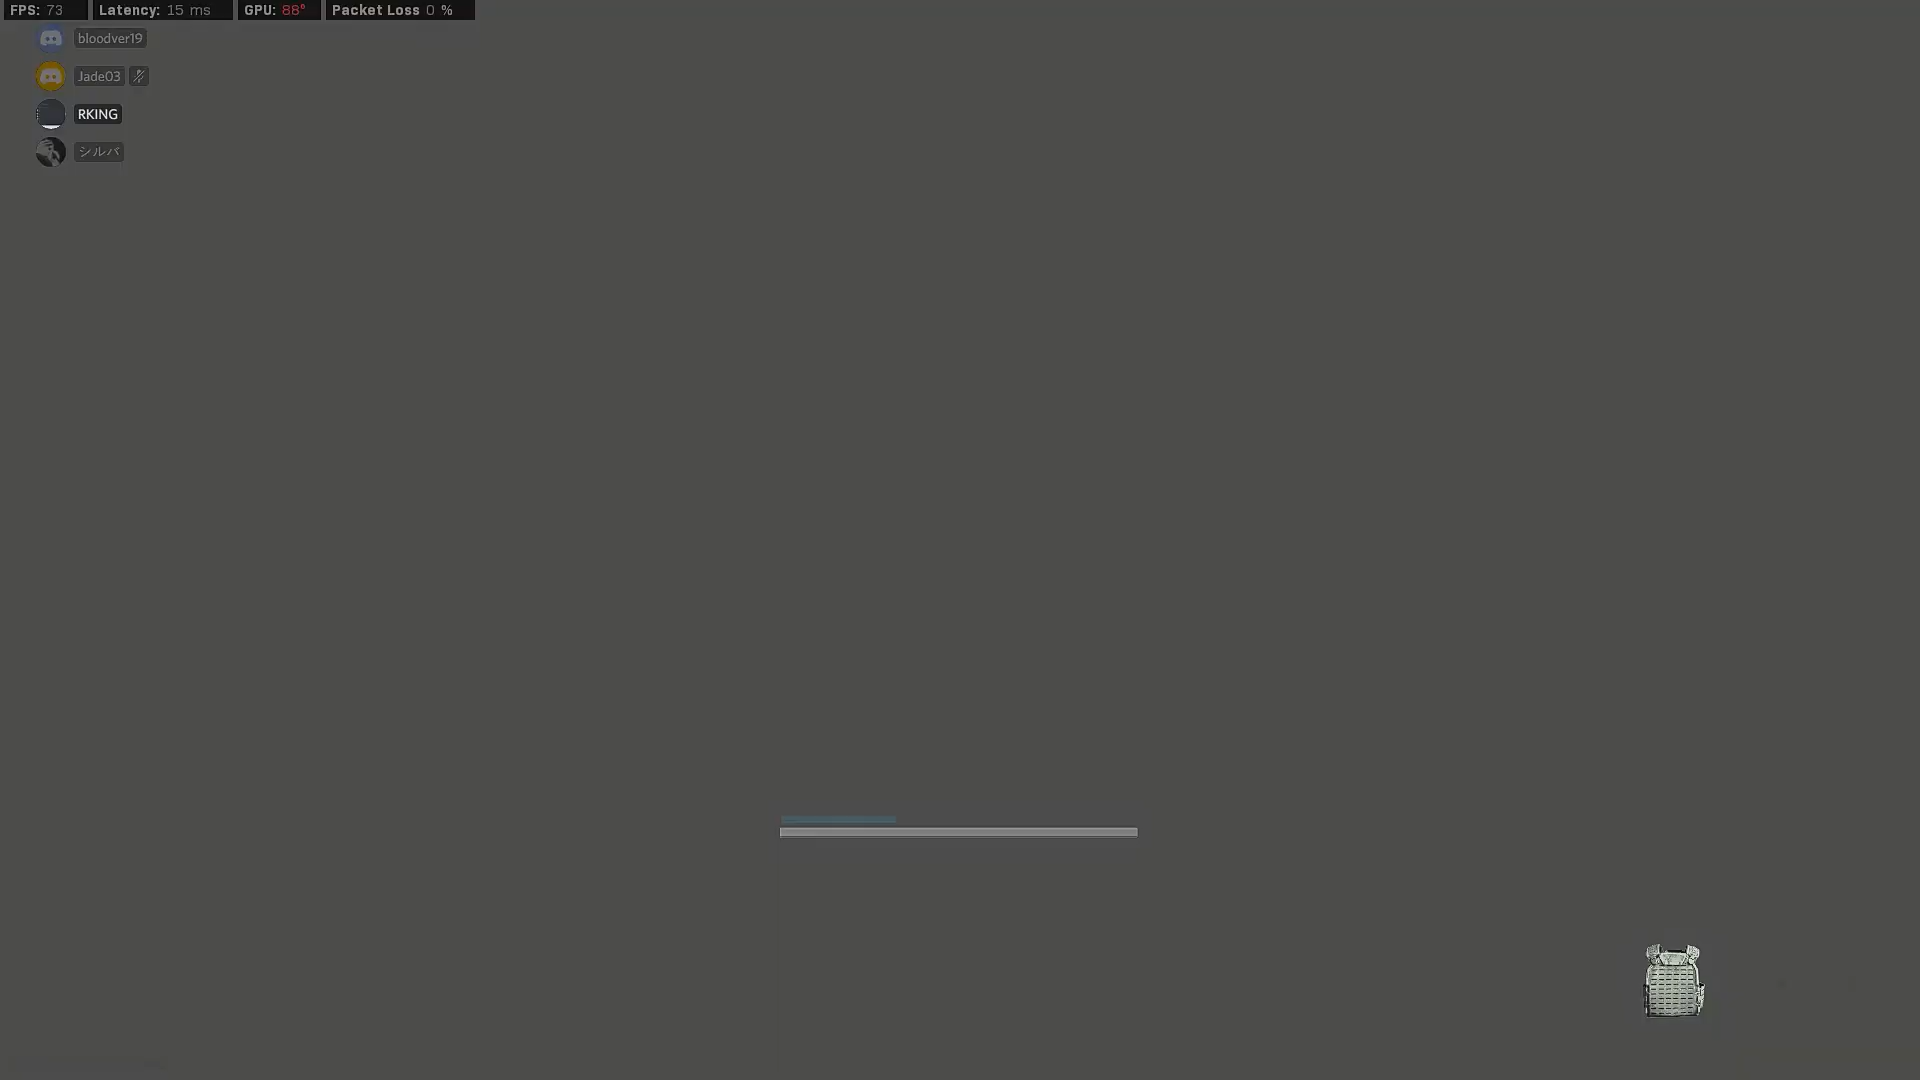 FPS: 73 Latency: 15 ms GPU: 88° Packet Loss 0 %
bloodver19
Jade03
RKING
シルバ